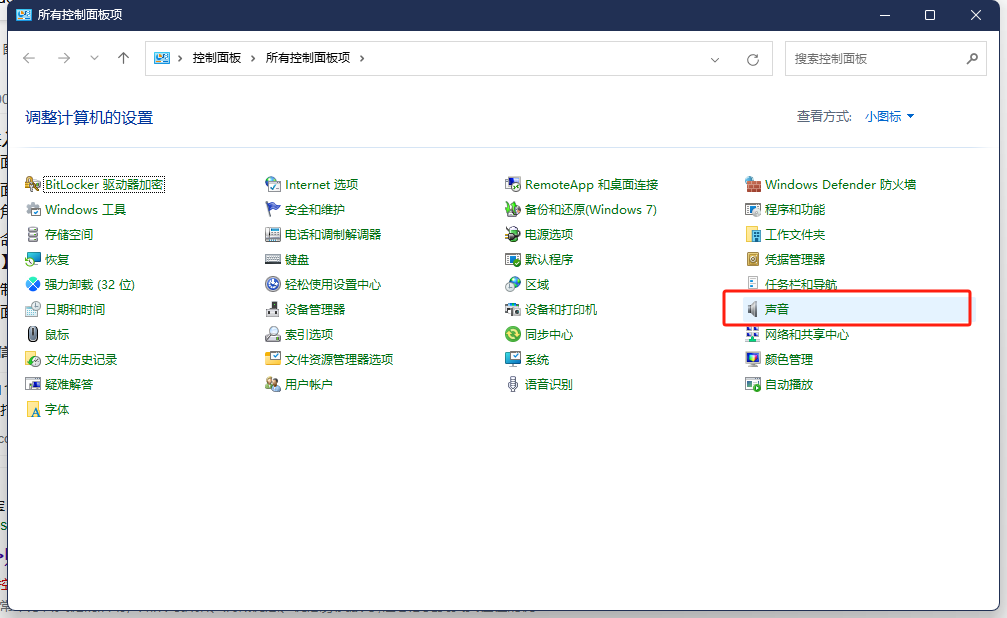 所有控制面板项
控制面板 所有控制面板项
搜索控制面板
调整计算机的设置
查看方式: 小图标
BitLocker 驱动器加密
Internet 选项
RemoteApp 和桌面连接
Windows Defender 防火墙
Windows 工具
安全和维护
备份和还原(Windows 7)
程序和功能
存储空间
电话和调制解调器
电源选项
工作文件夹
恢复
键盘
默认程序
凭据管理器
强力卸载 (32 位)
轻松使用设置中心
区域
任务栏和导航
日期和时间
设备管理器
设备和打印机
声音
鼠标
索引选项
同步中心
网络和共享中心
文件历史记录
文件资源管理器选项
系统
颜色管理
疑难解答
用户帐户
语音识别
自动播放
字体